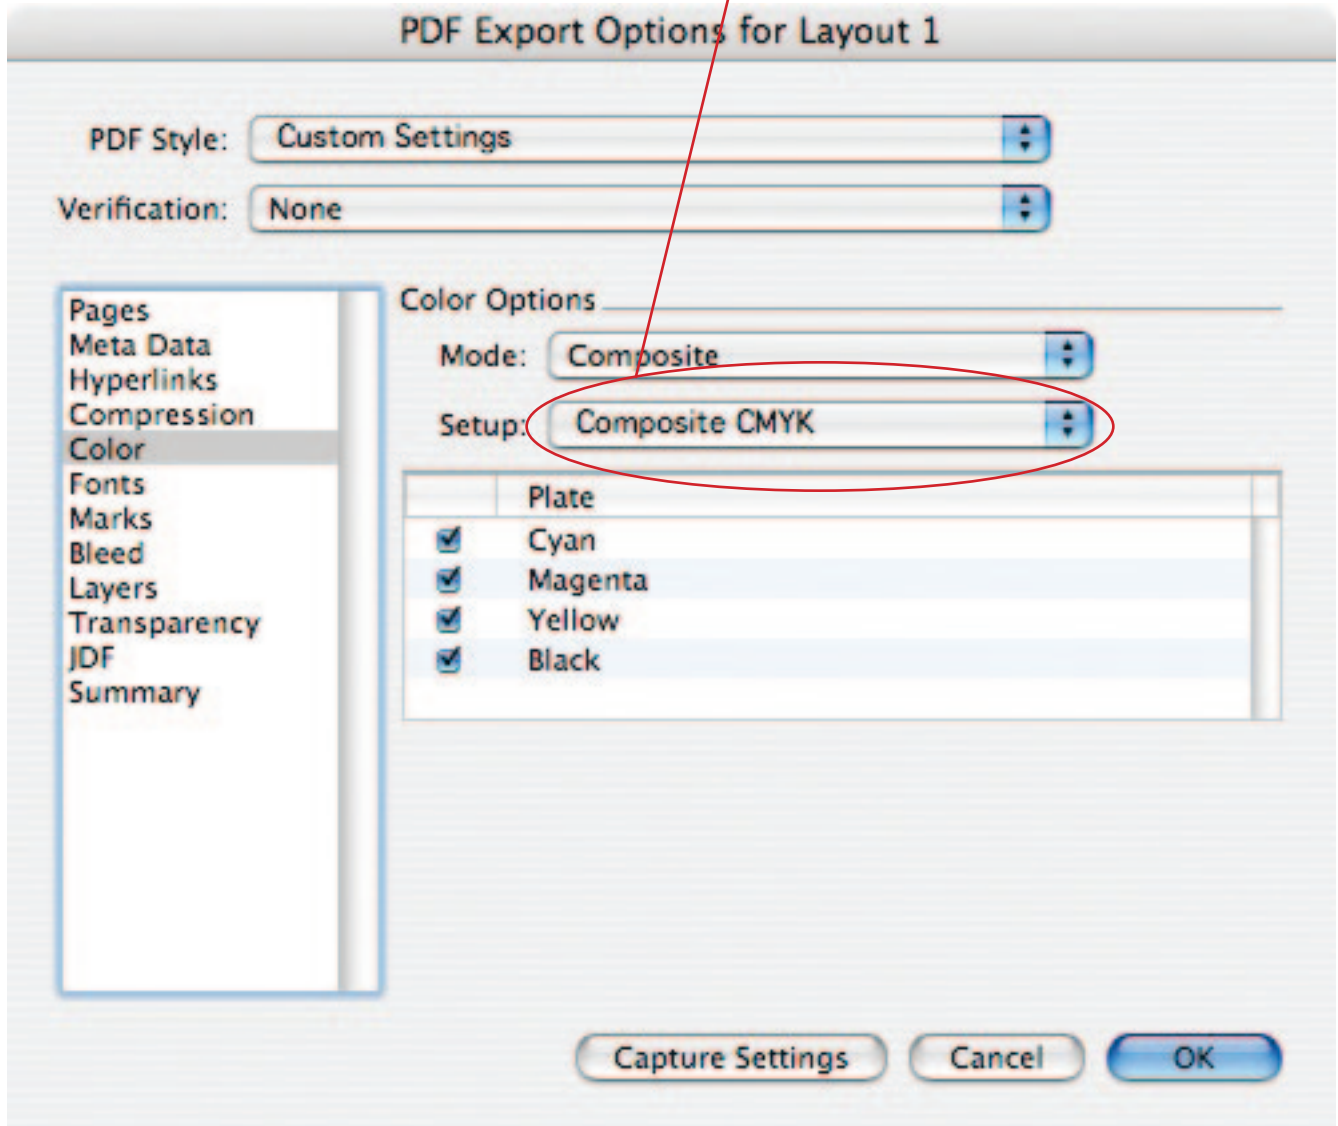 PDF Export Options for Layout 1
PDF Style: Custom Settings
Verification: None
Pages
Meta Data
Hyperlinks
Compression
Color
Fonts
Marks
Bleed
Layers
Transparency
JDF
Summary
Color Options
Mode: Composite
Setup: Composite CMYK
Plate
Cyan
Magenta
Yellow
Black
Capture Settings
Cancel
OK